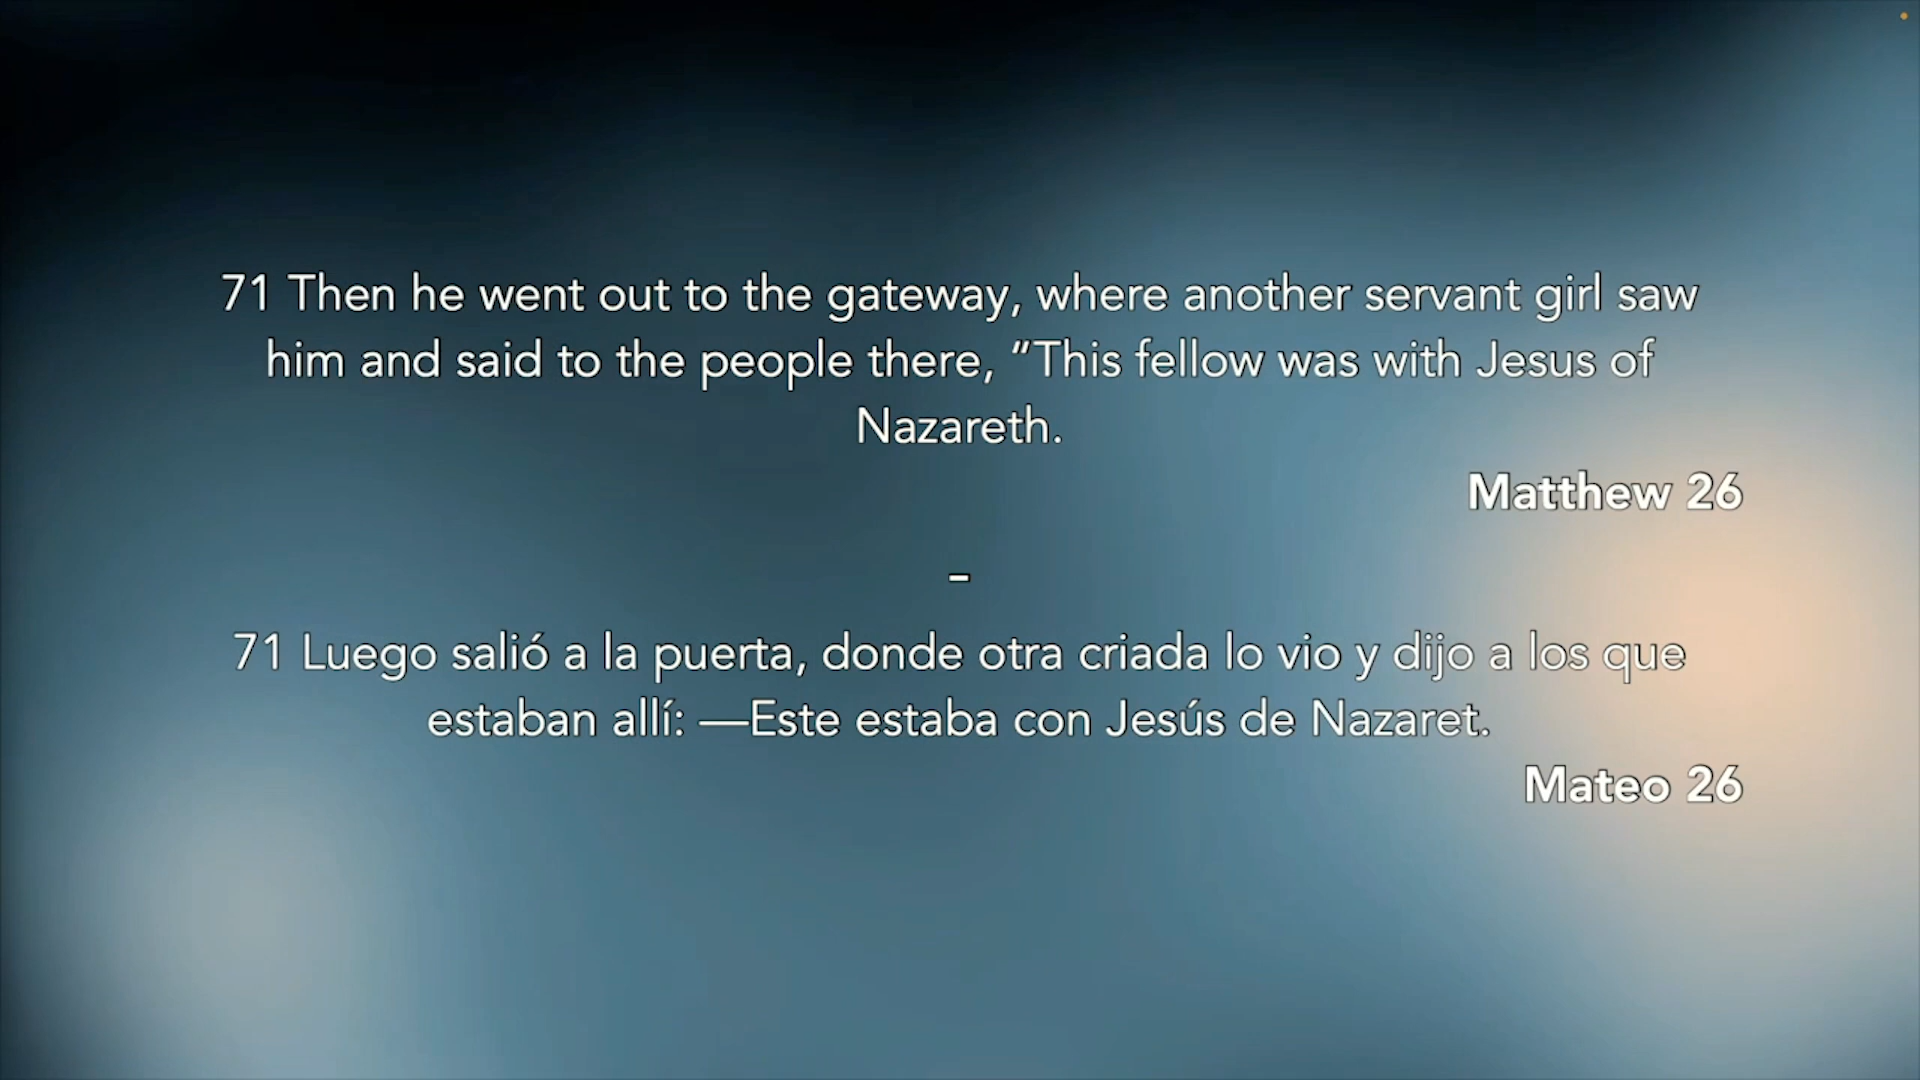 71 Then he went out to the gateway, where another servant girl saw
him and said to the people there, “This fellow was with Jesus of
Nazareth.
Matthew 26
–
71 Luego salió a la puerta, donde otra criada lo vio y dijo a los que
estaban allí: —Este estaba con Jesús de Nazaret.
Mateo 26